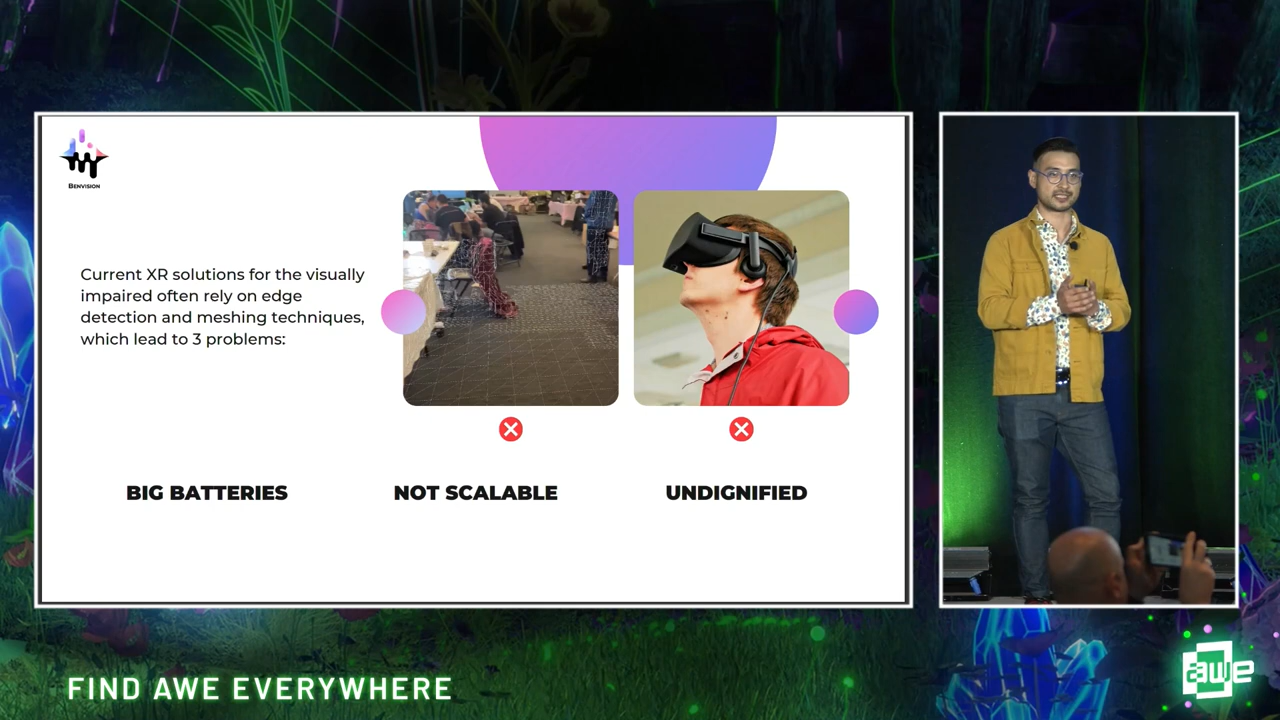 BENVISION
Current XR solutions for the visually
impaired often rely on edge
detection and meshing techniques,
which lead to 3 problems:
BIG BATTERIES
NOT SCALABLE
UNDIGNIFIED
FIND AWE EVERYWHERE
awe